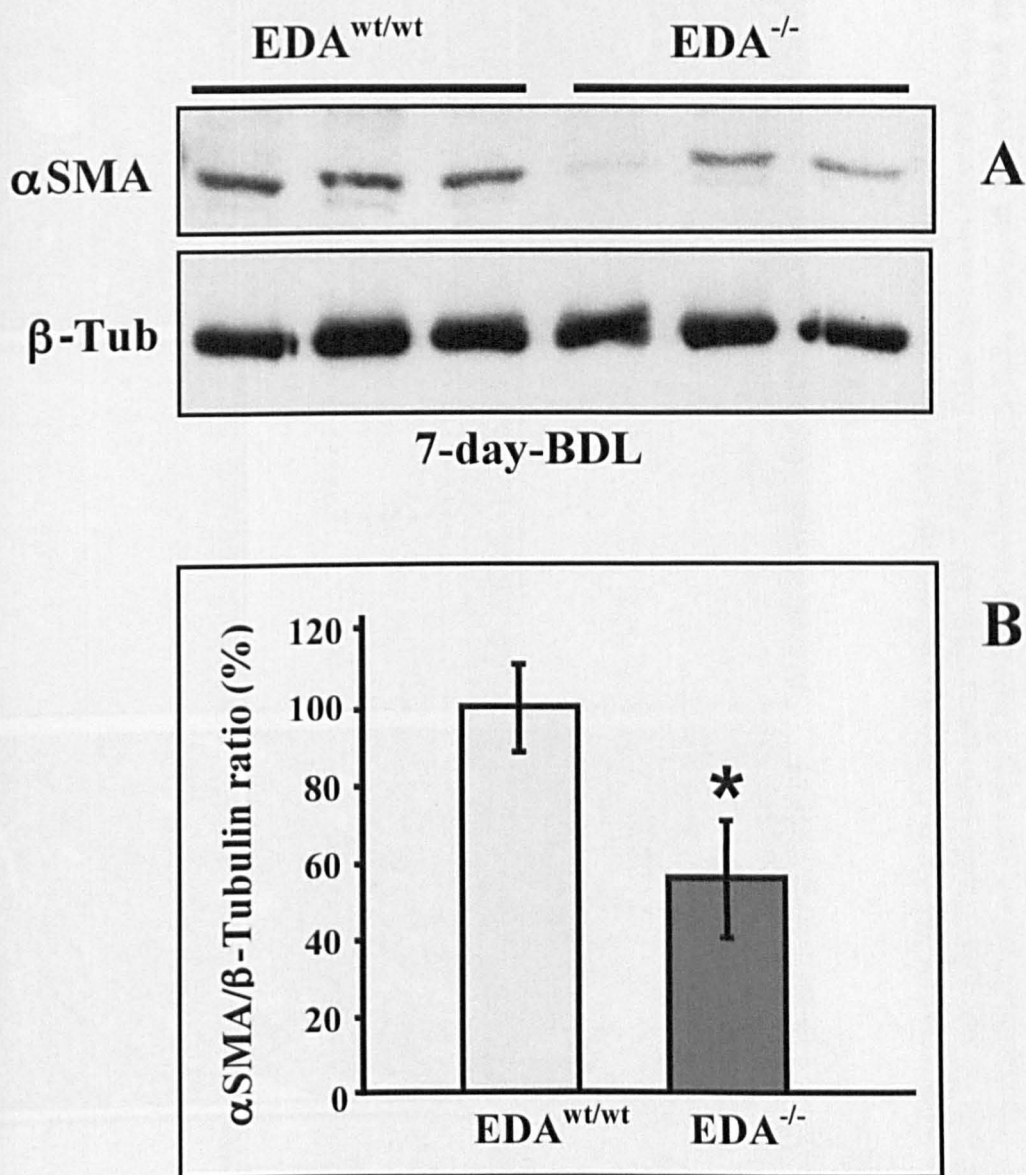 EDA^wt/wt EDA^-/-
αSMA
A
β-Tub
7-day-BDL
B
αSMA/β-Tubulin ratio (%)
120
100
80
*
60
40
20
0
EDA^wt/wt EDA^-/-